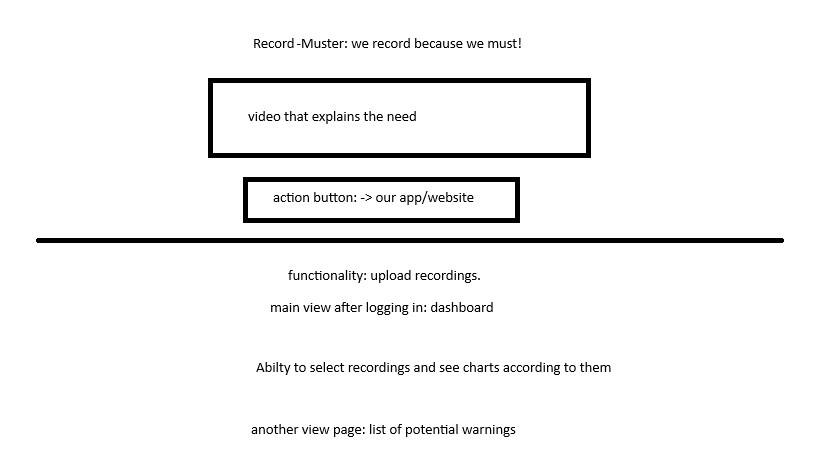 Record-Muster: we record because we must!
video that explains the need
action button: -> our app/website
functionality: upload recordings.
main view after logging in: dashboard
Abilty to select recordings and see charts according to them
another view page: list of potential warnings